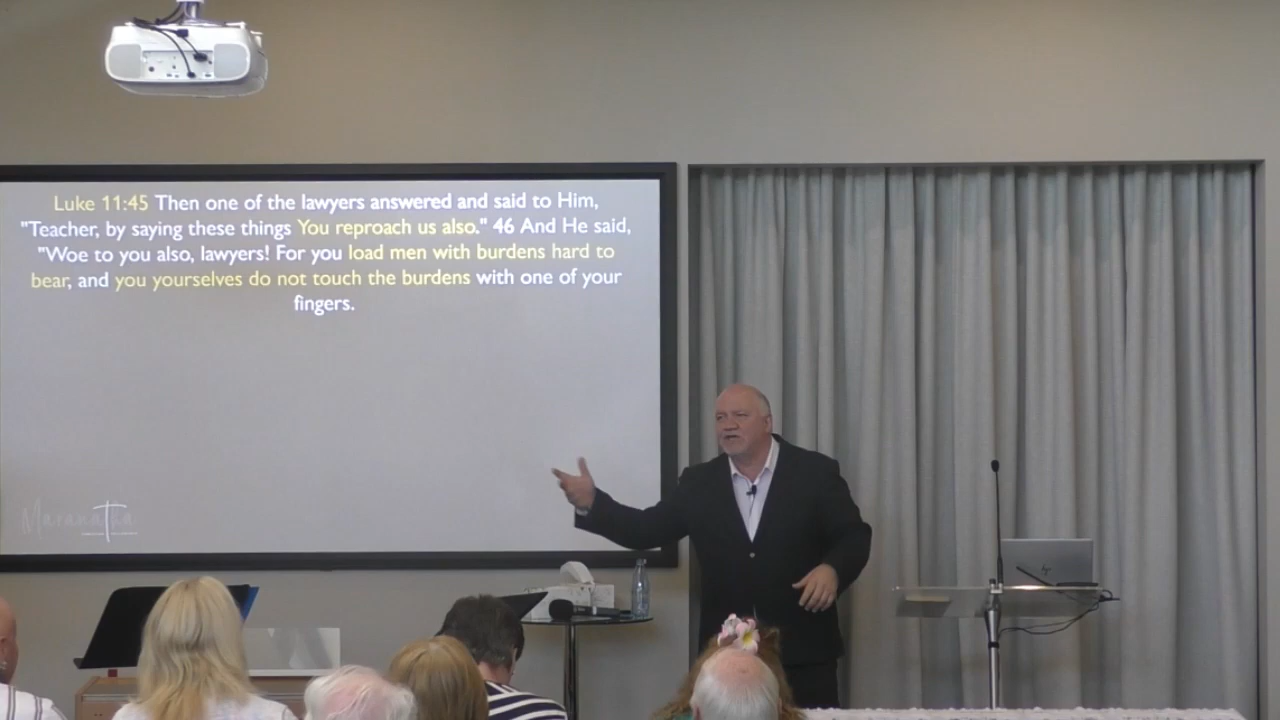 Luke 11:45 Then one of the lawyers answered and said to Him,
"Teacher, by saying these things You reproach us also." 46 And He said,
"Woe to you also, lawyers! For you load men with burdens hard to
bear, and you yourselves do not touch the burdens with one of your
fingers.
Maranatha
hp